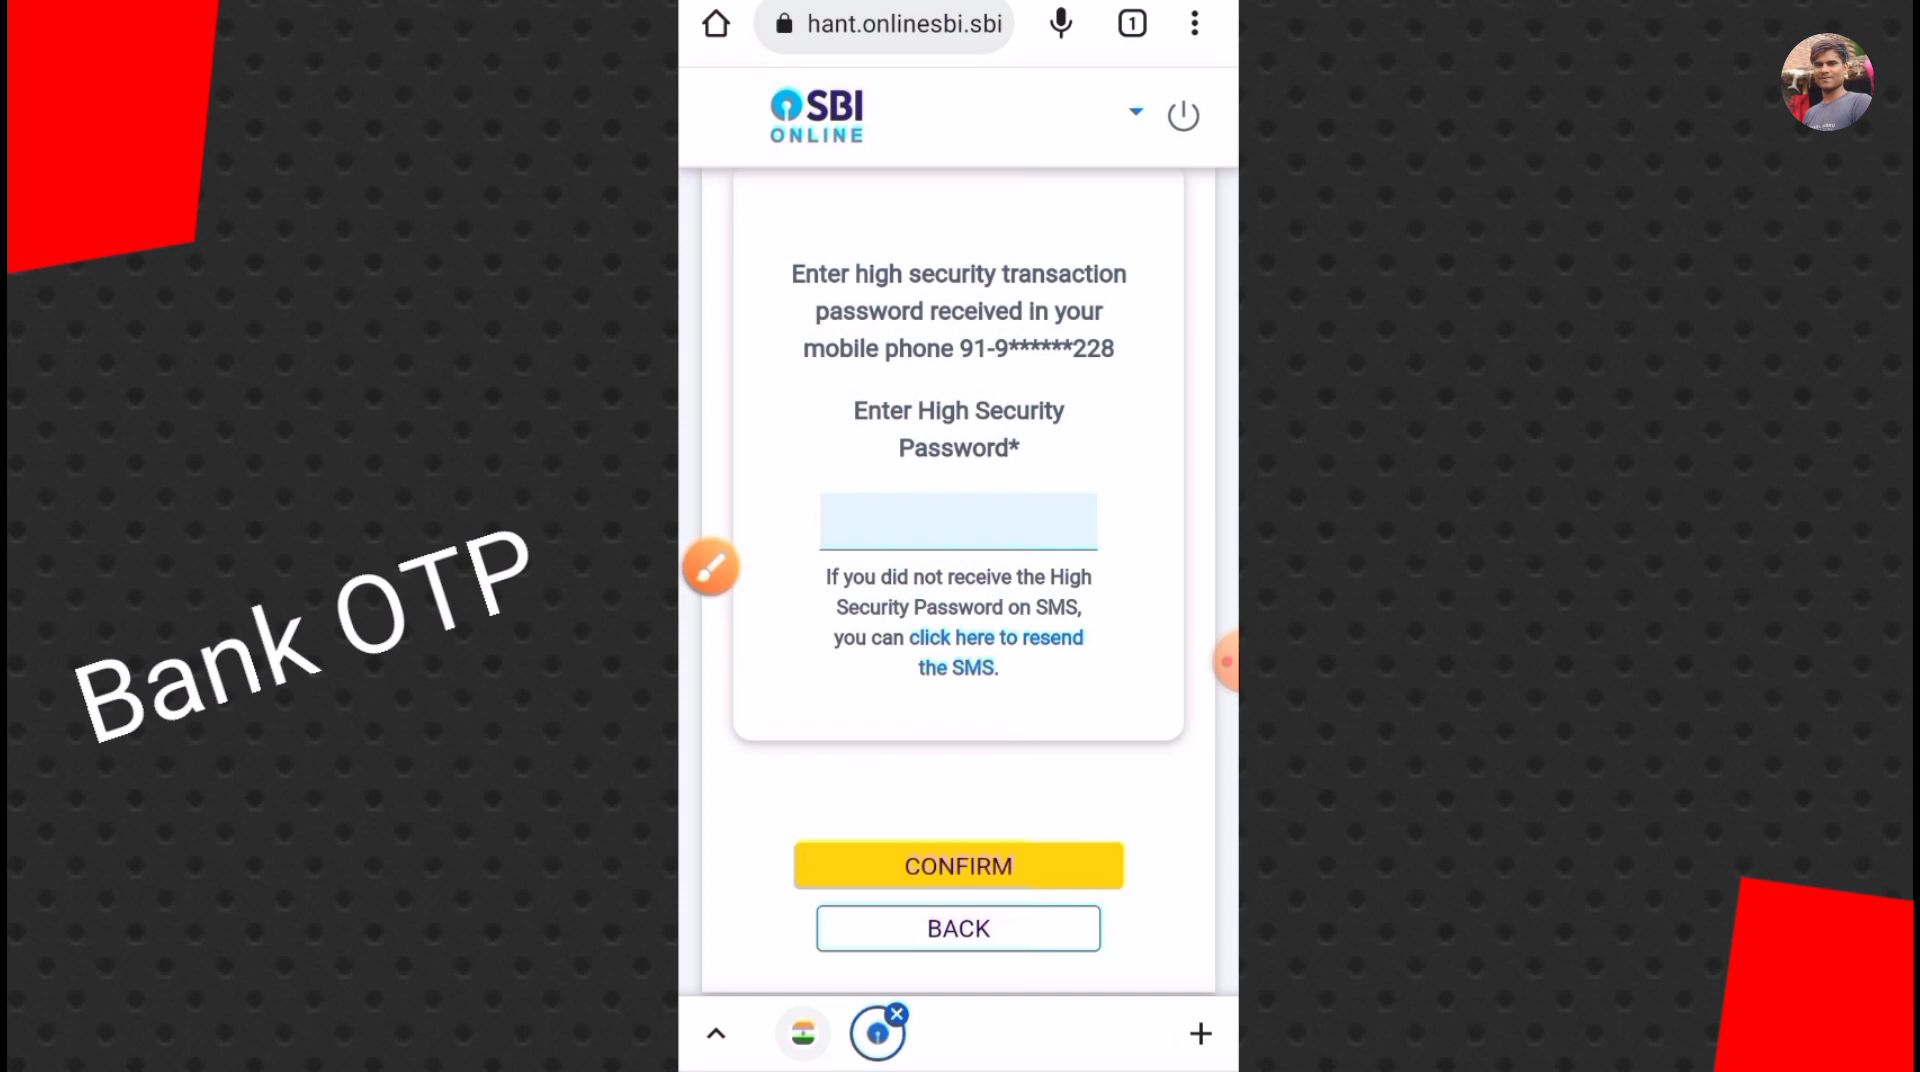 1
hant.onlinesbi.sbi
SBI
ONLINE
Enter high security transaction
password received in your
mobile phone 91-9******228
Enter High Security
Password*
If you did not receive the High
Security Password on SMS,
you can click here to resend
the SMS.
Bank OTP
CONFIRM
BACK